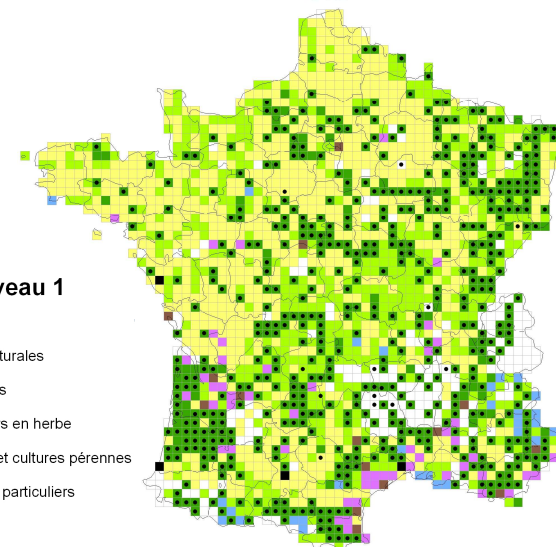 veau 1
turales
s
s en herbe
et cultures pérennes
particuliers